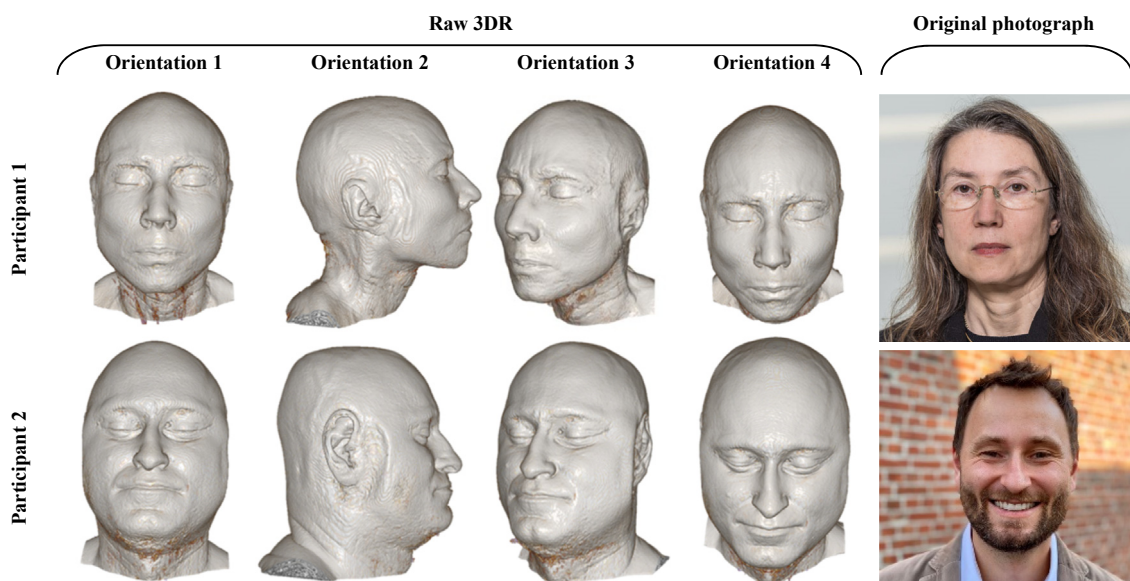 Raw 3DR
Original photograph
Orientation 1
Orientation 2
Orientation 3
Orientation 4
Participant 1
Participant 2